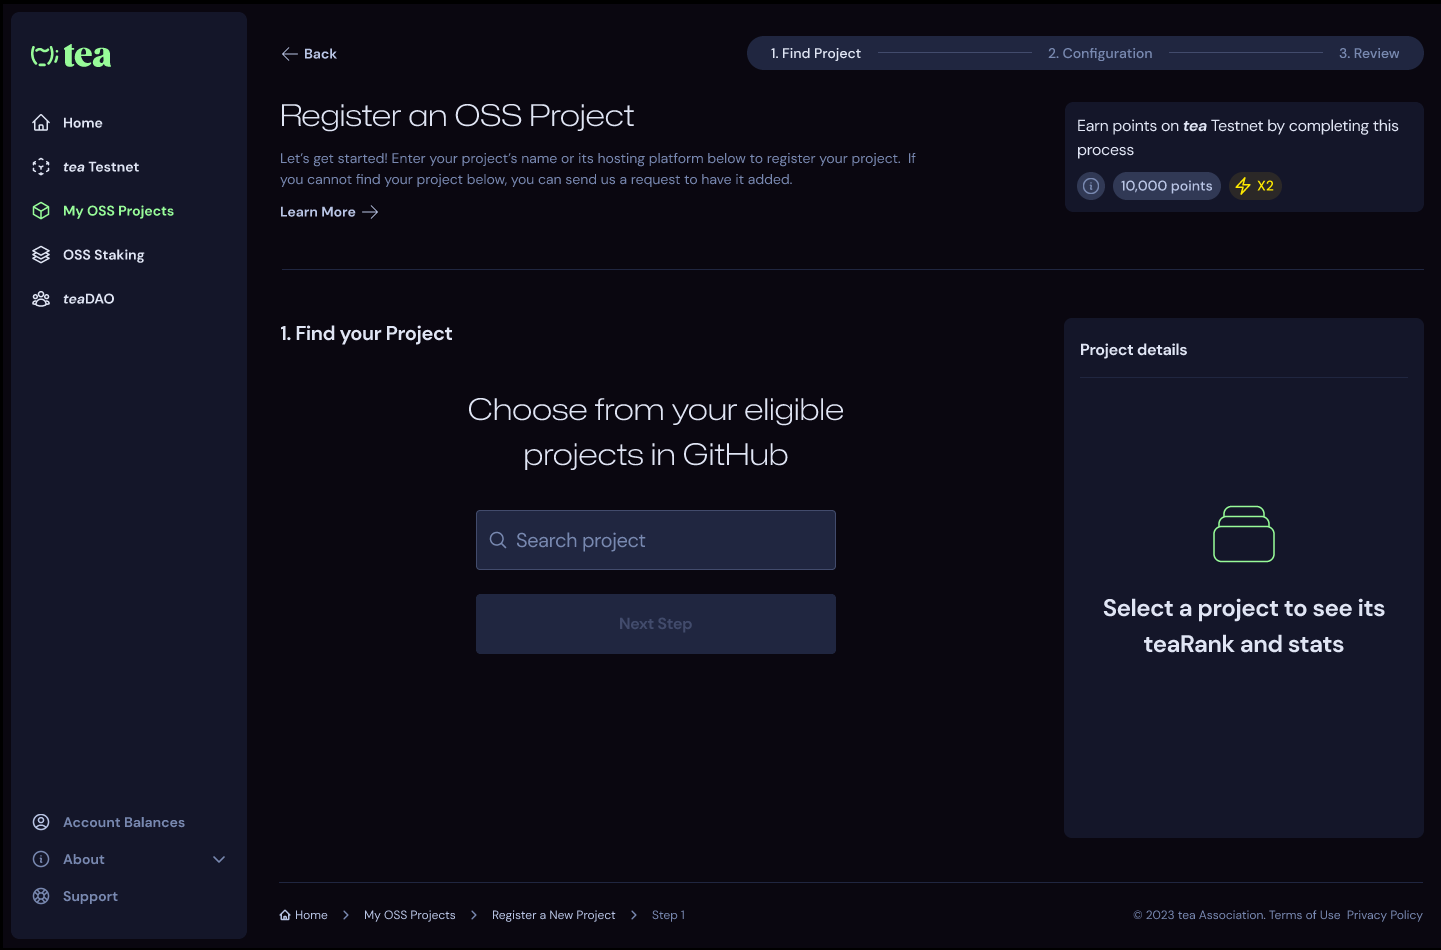 tea
Home
tea Testnet
My OSS Projects
OSS Staking
teaDAO
Account Balances
About
Support
Back
1. Find Project
2. Configuration
3. Review
Register an OSS Project
Let's get started! Enter your project's name or its hosting platform below to register your project. If
you cannot find your project below, you can send us a request to have it added.
Learn More
Earn points on tea Testnet by completing this
process
10,000 points
X2
1. Find your Project
Choose from your eligible
projects in GitHub
Search project
Next Step
Project details
Select a project to see its
teaRank and stats
Home > My OSS Projects > Register a New Project > Step 1
© 2023 tea Association. Terms of Use Privacy Policy